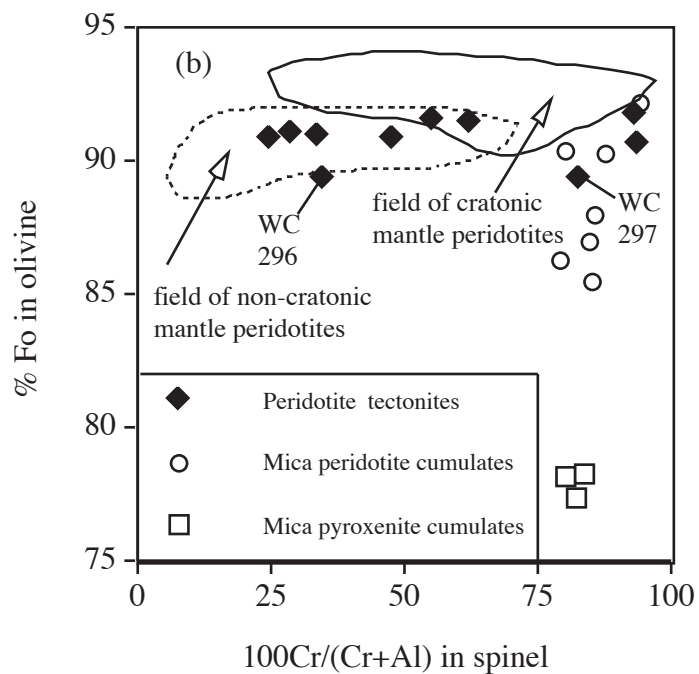 95
(b)
90
85
80
75
% Fo in olivine
WC
296
field of cratonic
mantle peridotites
WC
297
field of non-cratonic
mantle peridotites
Peridotite tectonites
Mica peridotite cumulates
Mica pyroxenite cumulates
0
25
50
75
100
100Cr/(Cr+Al) in spinel